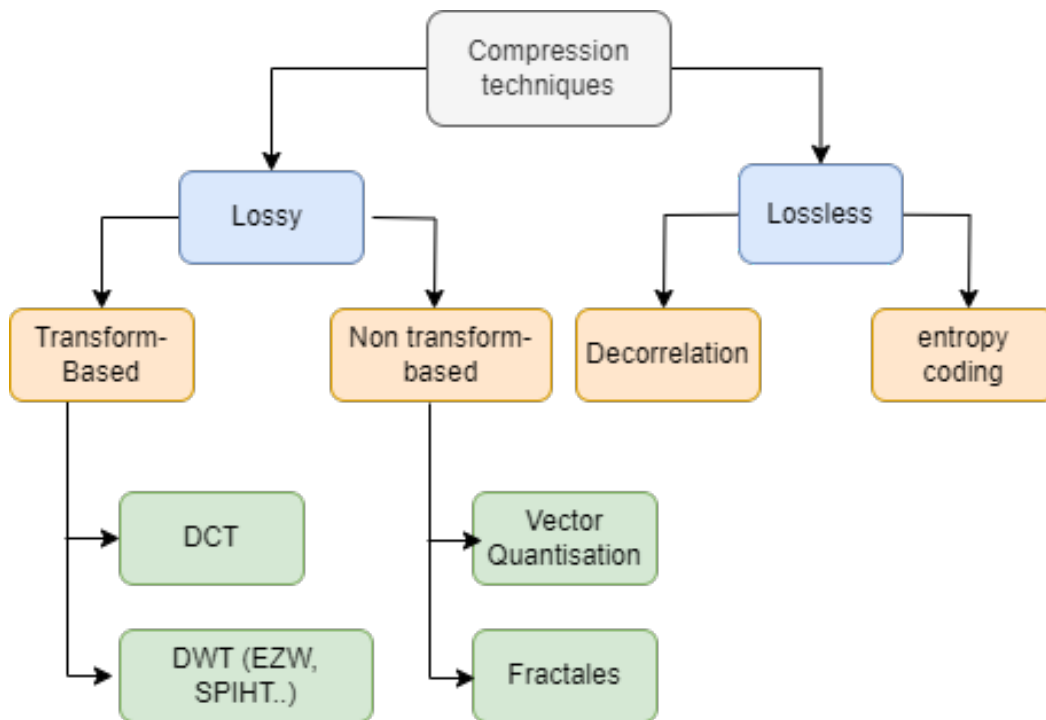 Compression
techniques
Lossy
Lossless
Transform-
Based
Non transform-
based
Decorrelation
entropy
coding
DCT
Vector
Quantisation
DWT (EZW,
SPIHT..)
Fractales